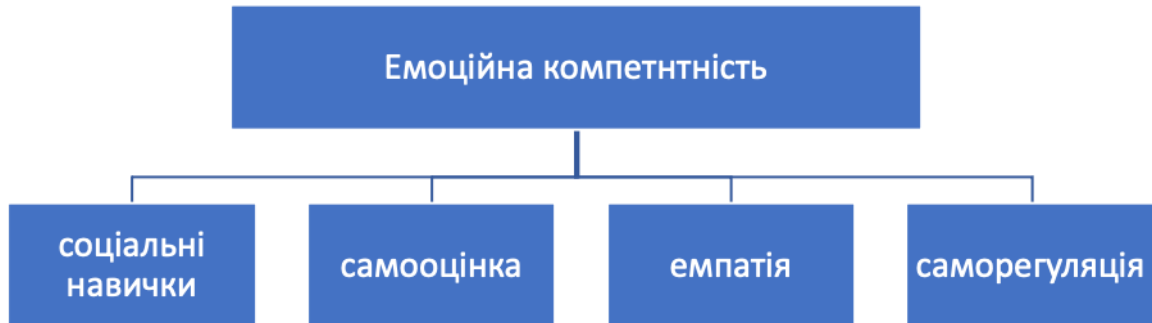 Емоційна компетнтність
соціальні
навички
самооцінка
емпатія
саморегуляція